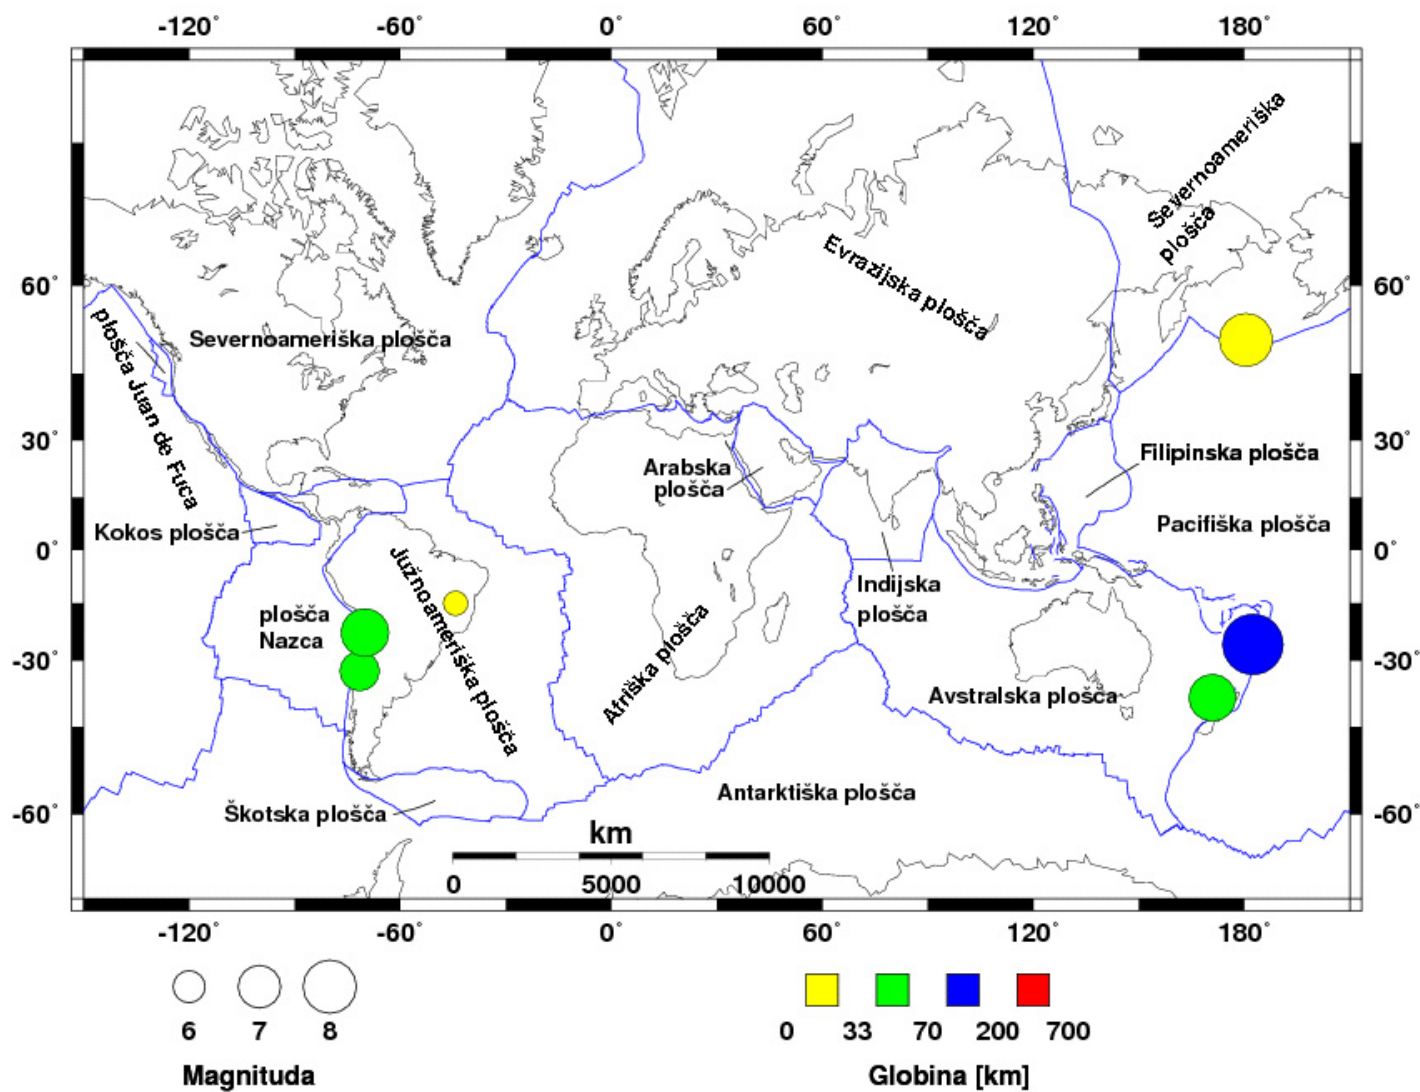 -120° -60° 0° 60° 120° 180°
Severnoameriška
plošča
Evrazijska plošča
60° 60°
plošča Juan de Fuca
Severnoameriška plošča
30° 30°
Filipinska plošča
Arabska
plošča
Kokos plošča
Pacifiška plošča
0° 0°
Južnoameriška plošča
Indijska
plošča
plošča
Nazca
Afriška plošča
-30° -30°
Avstralska plošča
Antarktiška plošča
Škotska plošča
-60° -60°
km
0 5000 10000
-120° -60° 0° 60° 120° 180°
6 7 8
Magnituda
0 33 70 200 700
Globina [km]